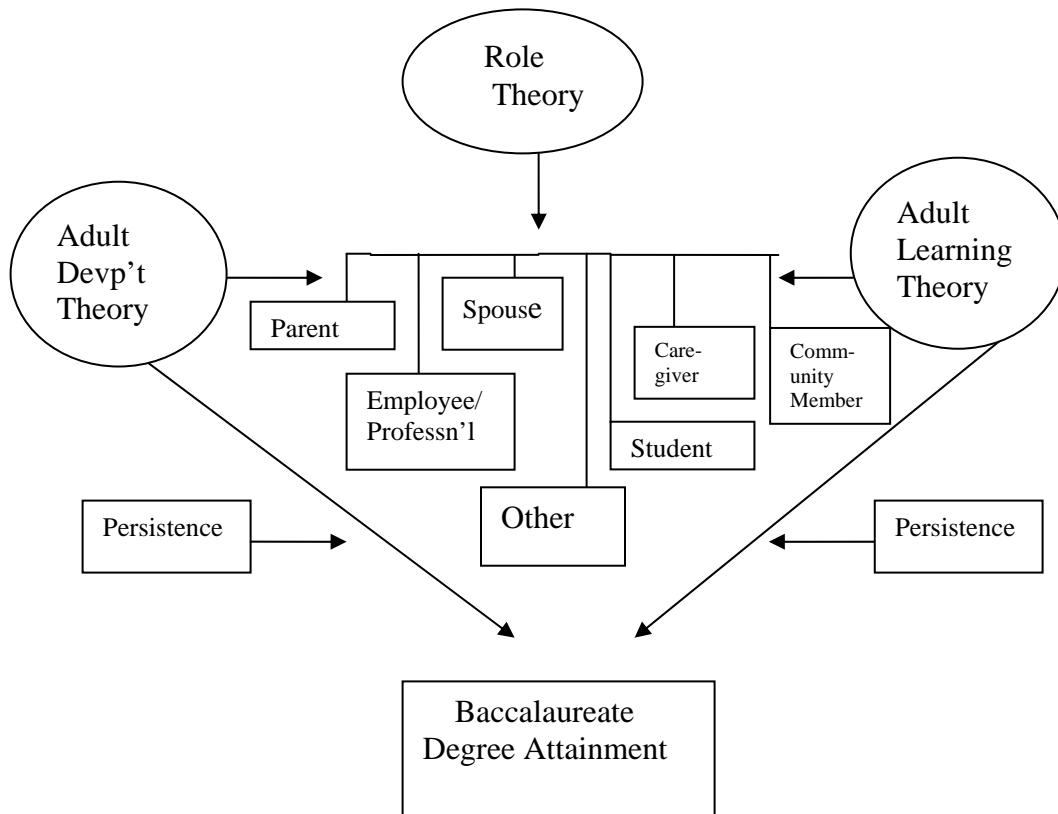 Role
Theory
Adult
Devp't
Theory
Adult
Learning
Theory
Parent
Spouse
Employee/
Professn'l
Care-
giver
Comm-
unity
Member
Student
Other
Persistence
Persistence
Baccalaureate
Degree Attainment